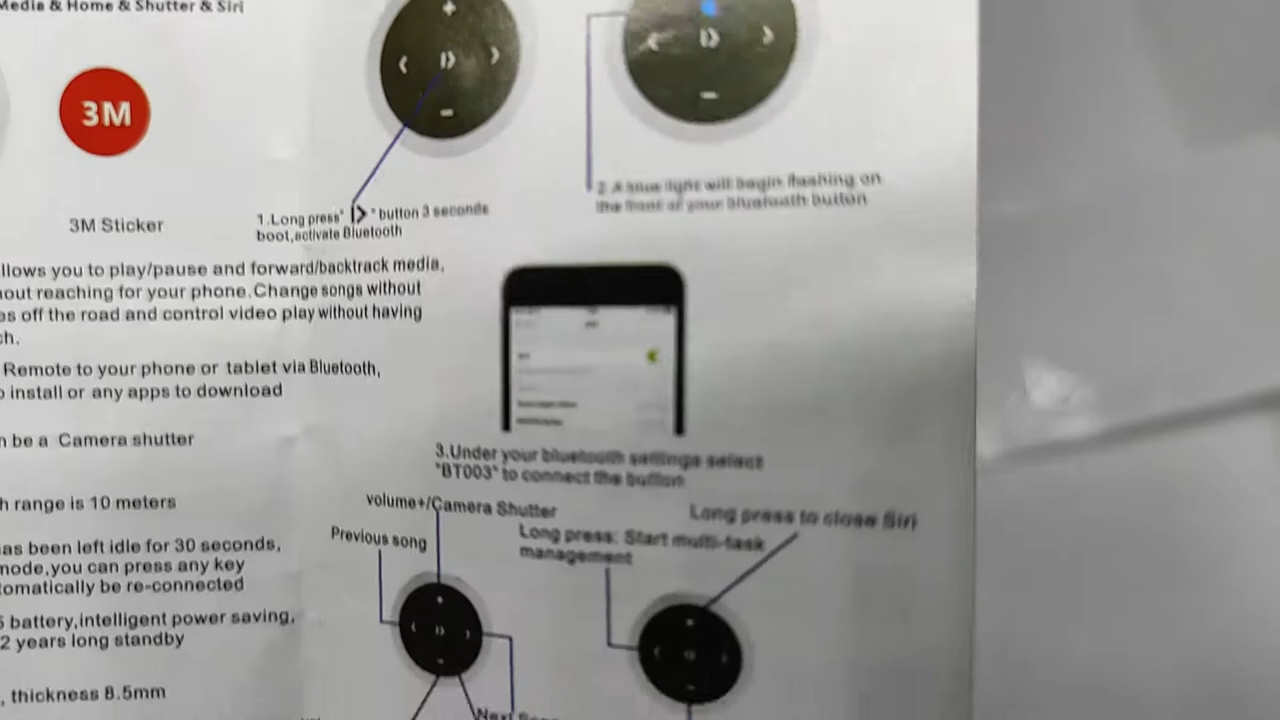 Media & Home & Shutter & Siri
3M
3M Sticker
1.Long press" " button 3 seconds
boot,activate Bluetooth
2.A blue light will begin flashing on
the front of your bluetooth button
llows you to play/pause and forward/backtrack media,
out reaching for your phone.Change songs without
es off the road and control video play without having
ch.
Remote to your phone or tablet via Bluetooth,
o install or any apps to download
n be a Camera shutter
h range is 10 meters
as been left idle for 30 seconds,
mode,you can press any key
tomatically be re-connected
battery,intelligent power saving,
2 years long standby
, thickness 8.5mm
3.Under your bluetooth settings select
"BT003" to connect the button
volume+/Camera Shutter
Previous song
Long press: Start multi-task
management
Long press to close Siri
Next Song